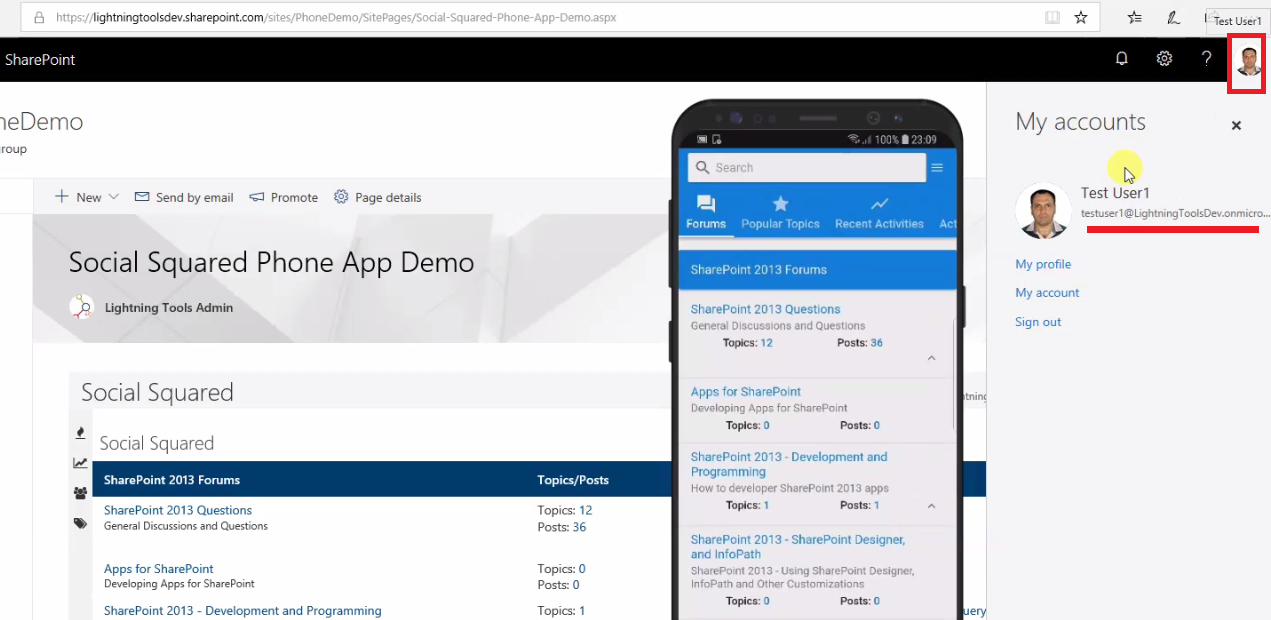 https://lightningtoolsdev.sharepoint.com/sites/PhoneDemo/SitePages/Social-Squared-Phone-App-Demo.aspx
Test User1
SharePoint
neDemo
roup
New
Send by email
Promote
Page details
Social Squared Phone App Demo
Lightning Tools Admin
Social Squared
Social Squared
SharePoint 2013 Forums
Topics/Posts
SharePoint 2013 Questions
Topics: 12
General Discussions and Questions
Posts: 36
Apps for SharePoint
Topics: 0
Developing Apps for SharePoint
Posts: 0
SharePoint 2013 - Development and Programming
Topics: 1
100% 23:09
Search
Forums
Popular Topics
Recent Activities
Act
SharePoint 2013 Forums
SharePoint 2013 Questions
General Discussions and Questions
Topics: 12 Posts: 36
Apps for SharePoint
Developing Apps for SharePoint
Topics: 0 Posts: 0
SharePoint 2013 - Development and
Programming
How to developer SharePoint 2013 apps
Topics: 1 Posts: 1
SharePoint 2013 - SharePoint Designer,
and InfoPath
SharePoint 2013 - Using SharePoint Designer,
InfoPath and Other Customizations
Topics: 0 Posts: 0
htning
uery
My accounts
Test User1
testuser1@LightningToolsDev.onmicro...
My profile
My account
Sign out